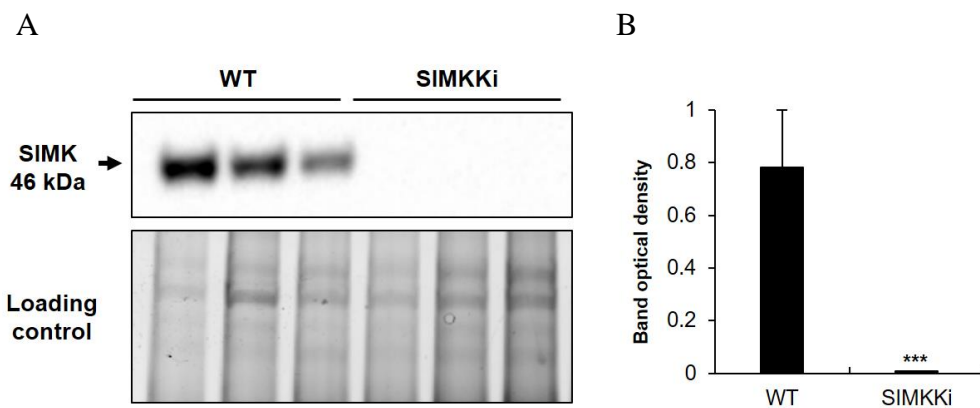 A
WT
SIMKKi
SIMK
46 kDa
Loading
control
B
Band optical density
1
0.8
0.6
0.4
0.2
0
***
WT
SIMKKi